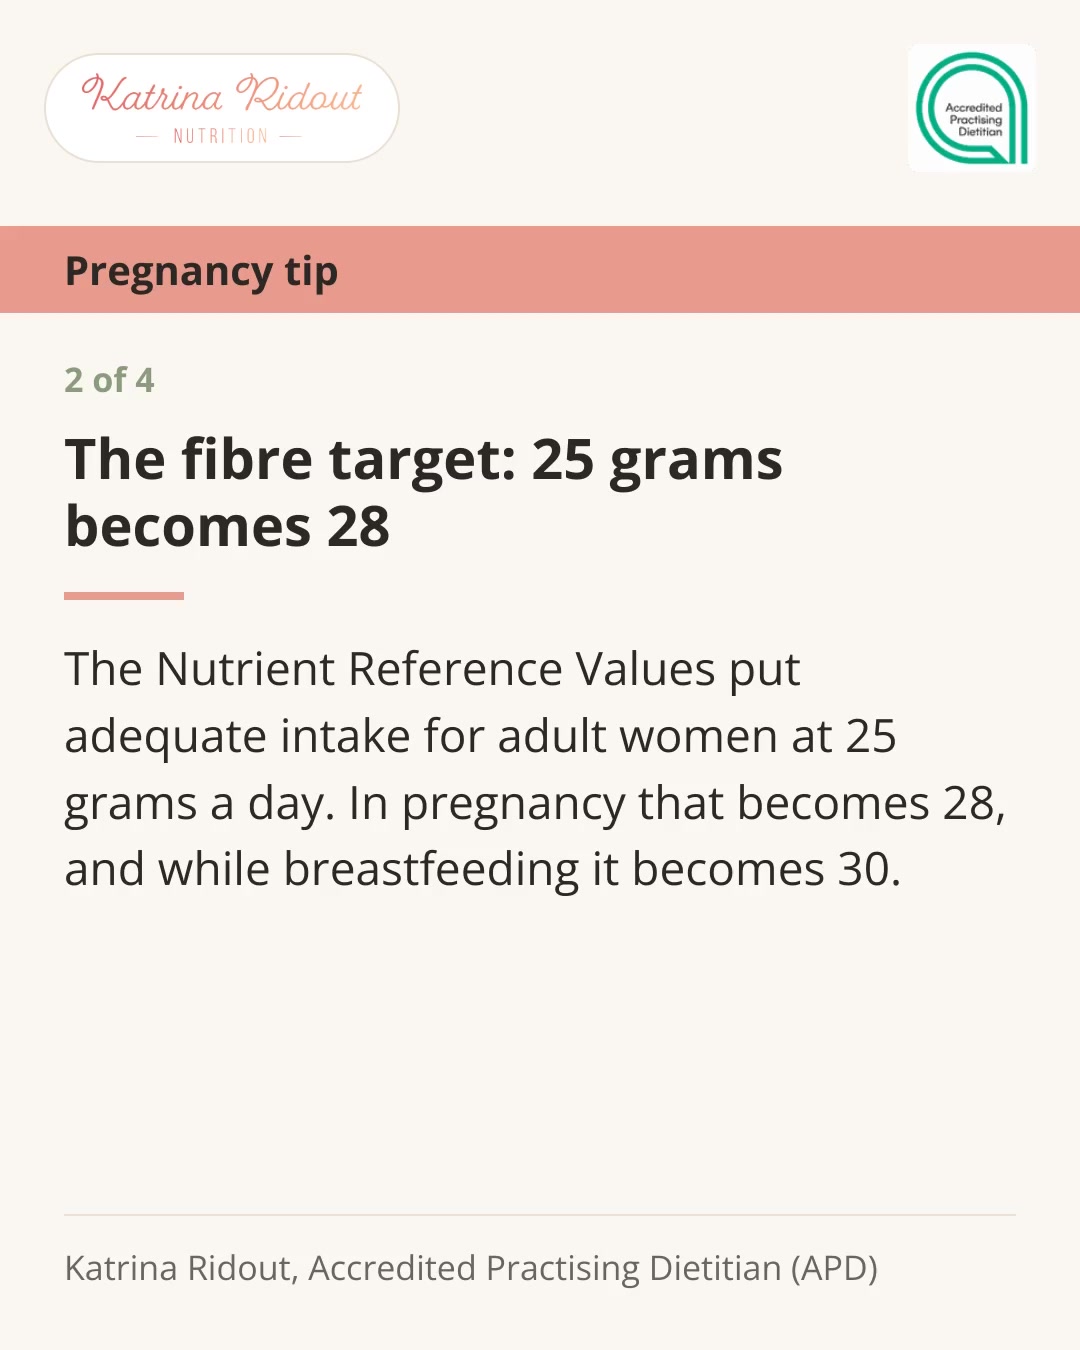 Katrina Ridout
NUTRITION
Accredited
Practising
Dietitian
Pregnancy tip
2 of 4
The fibre target: 25 grams
becomes 28
The Nutrient Reference Values put
adequate intake for adult women at 25
grams a day. In pregnancy that becomes 28,
and while breastfeeding it becomes 30.
Katrina Ridout, Accredited Practising Dietitian (APD)